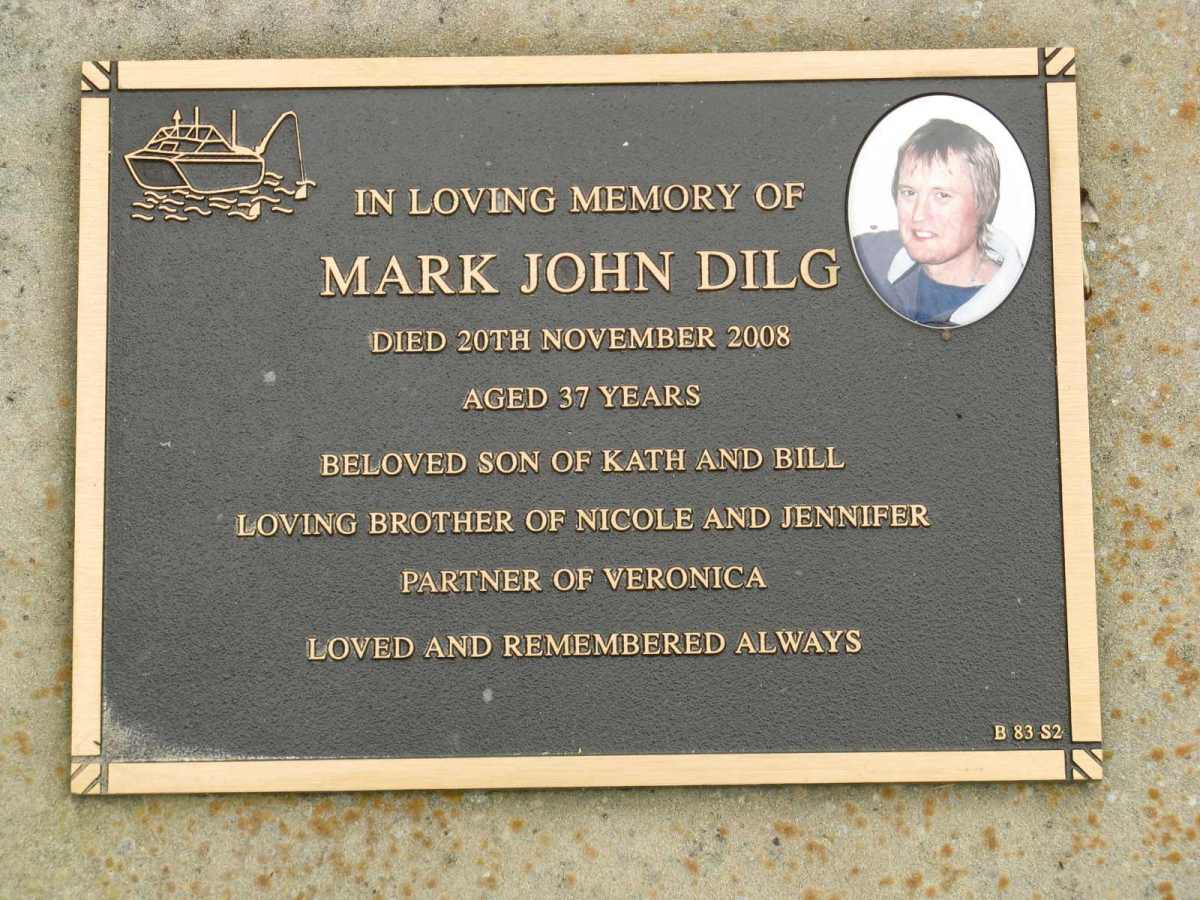 IN LOVING MEMORY OF
MARK JOHN DILG
DIED 20TH NOVEMBER 2008
AGED 37 YEARS
BELOVED SON OF KATH AND BILL
LOVING BROTHER OF NICOLE AND JENNIFER
PARTNER OF VERONICA
LOVED AND REMEMBERED ALWAYS
B 83 S2